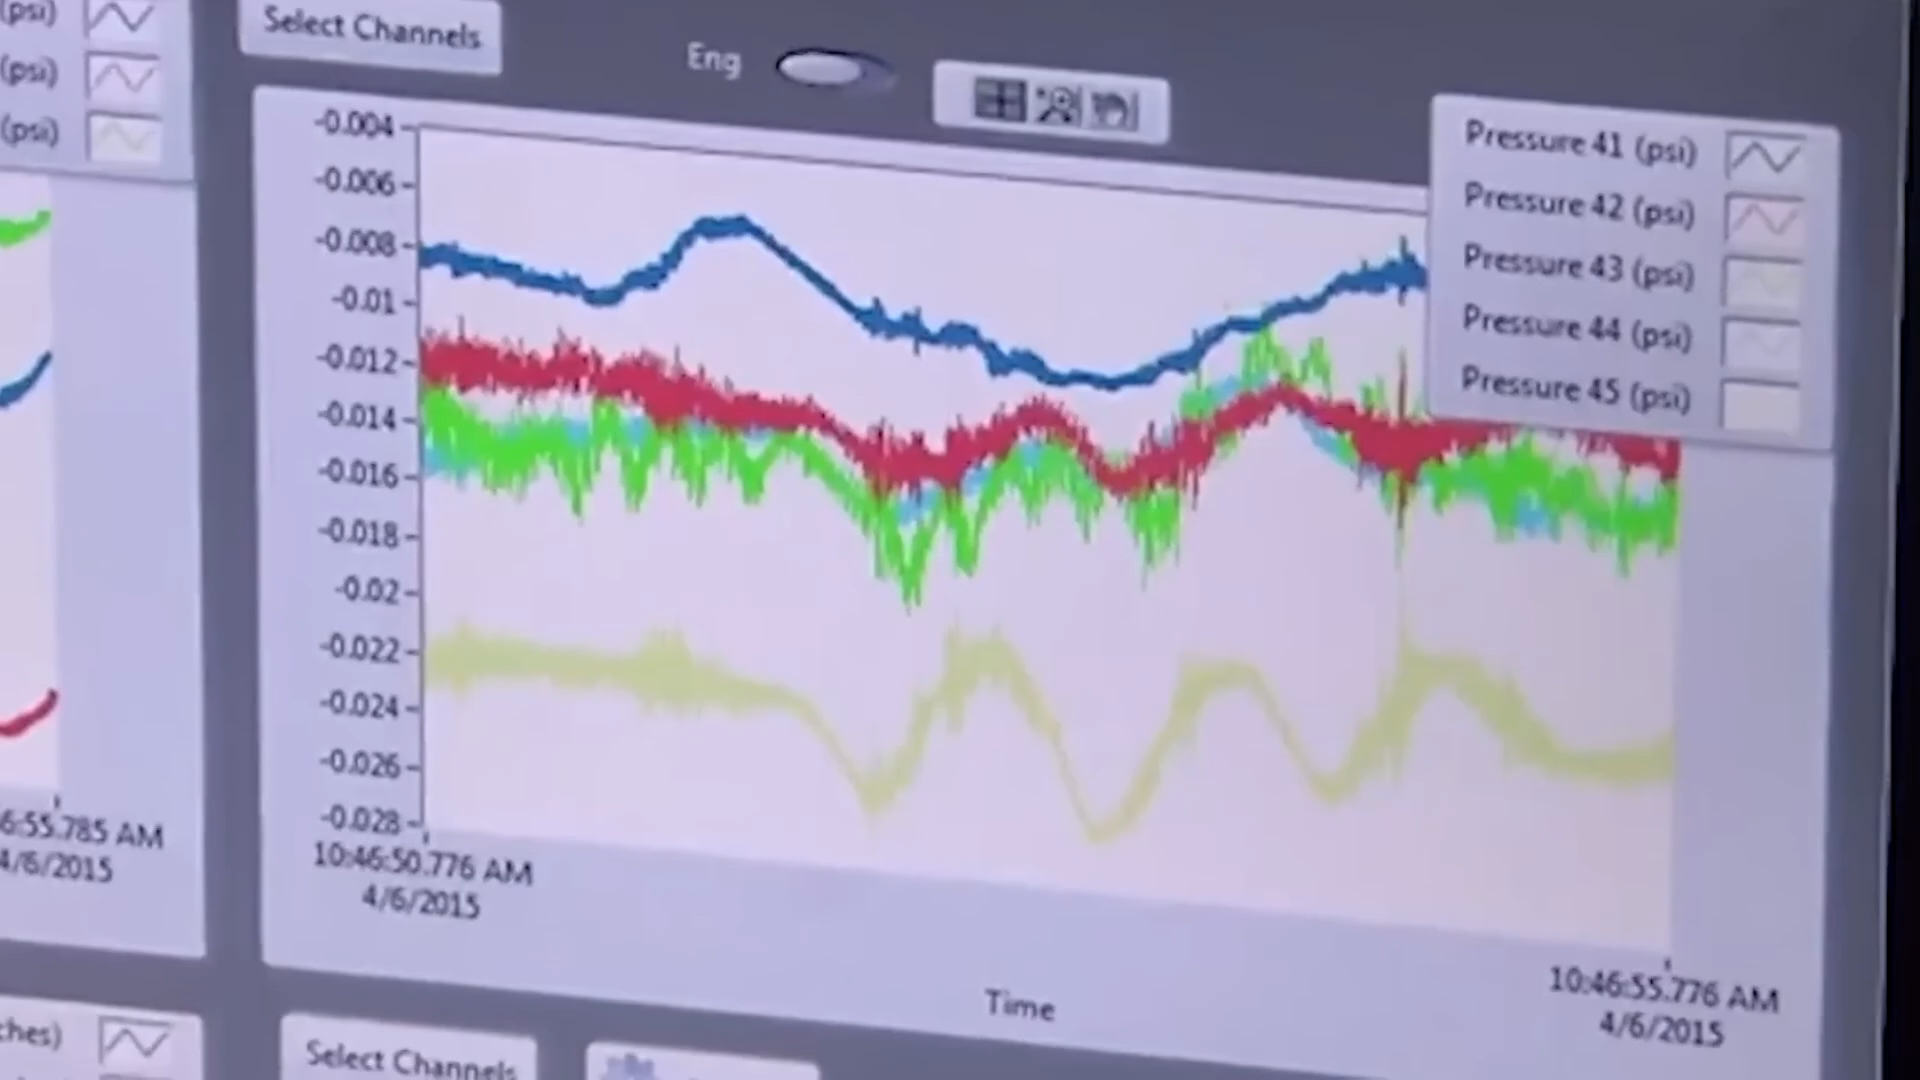 (psi)
(psi)
(psi)
Select Channels
Eng
Pressure 41 (psi)
Pressure 42 (psi)
Pressure 43 (psi)
Pressure 44 (psi)
Pressure 45 (psi)
-0.004
-0.006
-0.008
-0.01
-0.012
-0.014
-0.016
-0.018
-0.02
-0.022
-0.024
-0.026
-0.028
6:55.785 AM
4/6/2015
10:46:50.776 AM
4/6/2015
10:46:55.776 AM
4/6/2015
Time
ches)
Select Channels